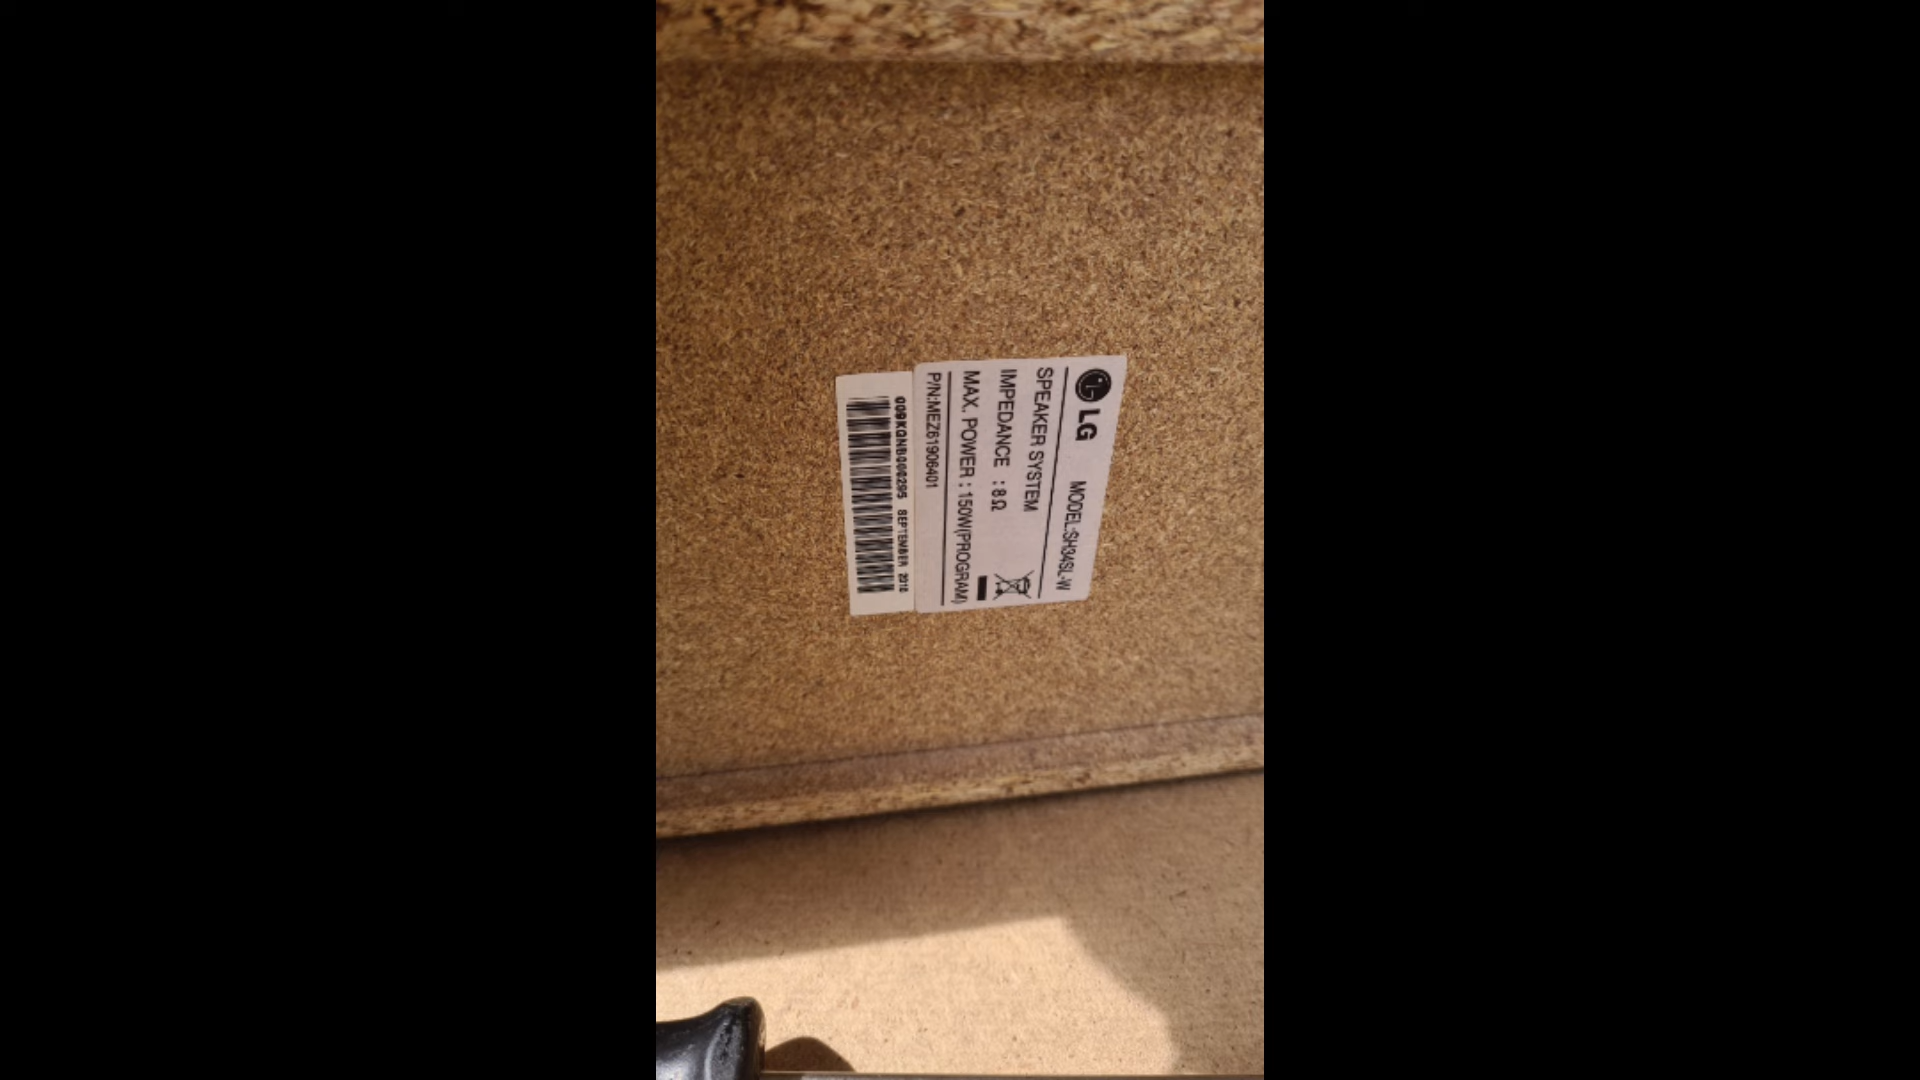 LG MODEL:SH34SL-W
SPEAKER SYSTEM
IMPEDANCE : 8Ω
MAX. POWER : 150W(PROGRAM)
P/N:MEZ61906401
SEPTEMBER 2010